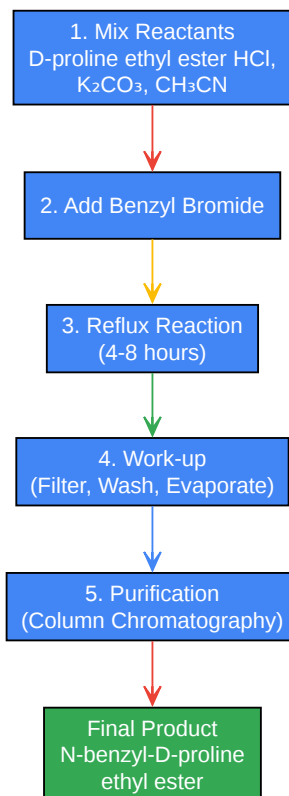 1. Mix Reactants
D-proline ethyl ester HCl,
K₂CO₃, CH₃CN
2. Add Benzyl Bromide
3. Reflux Reaction
(4-8 hours)
4. Work-up
(Filter, Wash, Evaporate)
5. Purification
(Column Chromatography)
Final Product
N-benzyl-D-proline
ethyl ester